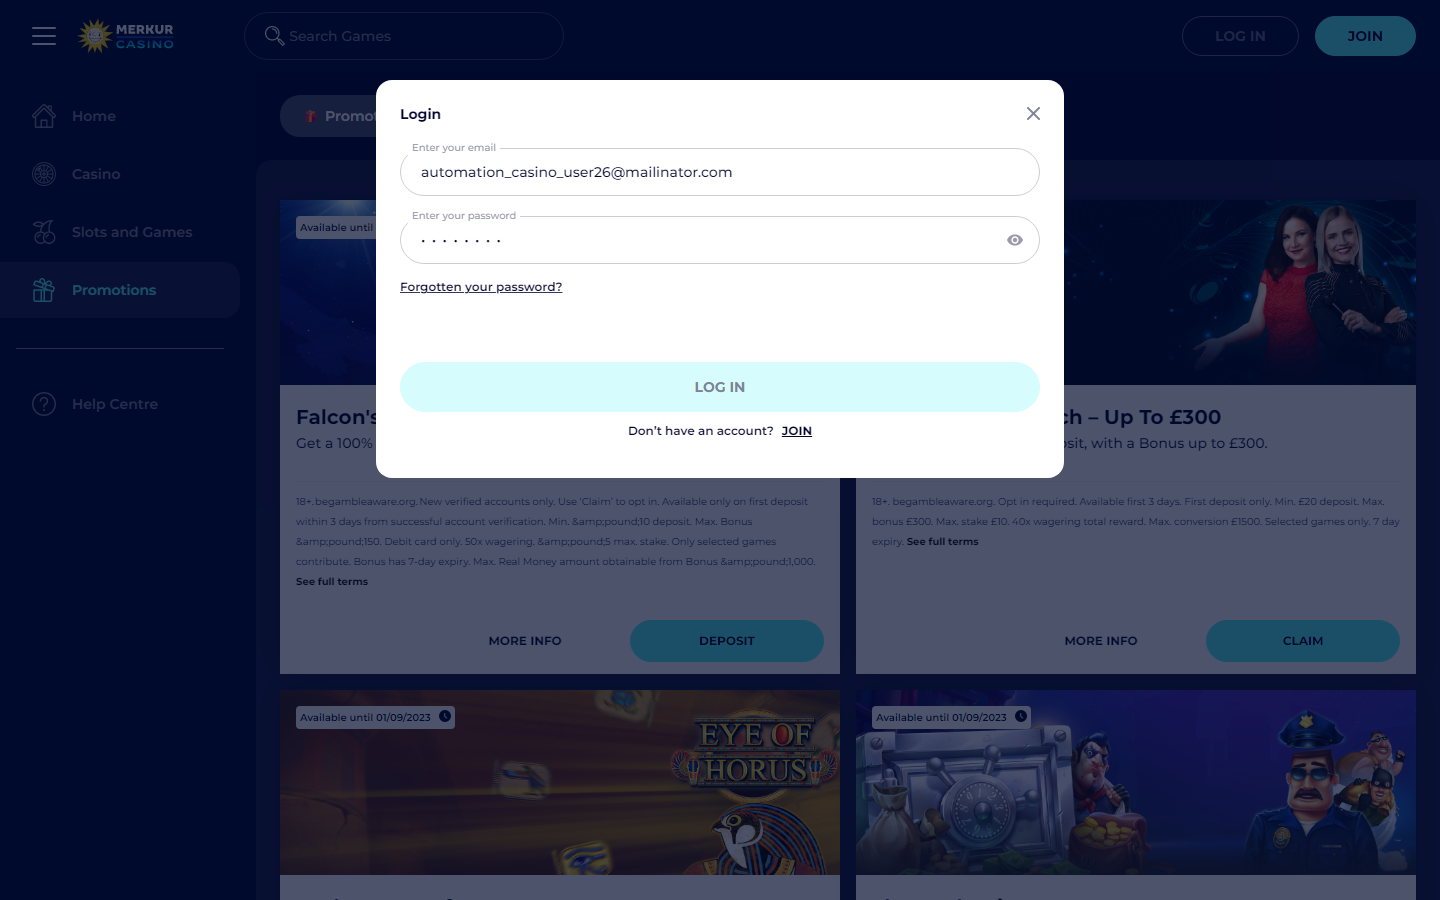 MERKUR
CASINO
Search Games
LOG IN
JOIN
Home
Casino
Slots and Games
Promotions
Help Centre
Promot
Login
Enter your email
automation_casino_user26@mailinator.com
Enter your password
Forgotten your password?
LOG IN
Don't have an account? JOIN
Available until
Falcon's
Get a 100%
18+. begambleaware.org. New verified accounts only. Use 'Claim' to opt in. Available only on first deposit
within 3 days from successful account verification. Min. &amp;pound;10 deposit. Max. Bonus
&amp;pound;150. Debit card only. 50x wagering, &amp;pound;5 max. stake. Only selected games
contribute. Bonus has 7-day expiry. Max. Real Money amount obtainable from Bonus &amp;pound;1,000.
See full terms
MORE INFO
DEPOSIT
ch – Up To £300
osit, with a Bonus up to £300.
18+. begambleaware.org. Opt in required. Available first 3 days. First deposit only. Min. £20 deposit. Max.
bonus £300. Max. stake £10. 40x wagering total reward. Max. conversion £1500. Selected games only. 7 day
expiry. See full terms
MORE INFO
CLAIM
Available until 01/09/2023
EYE OF
HORUS
Available until 01/09/2023